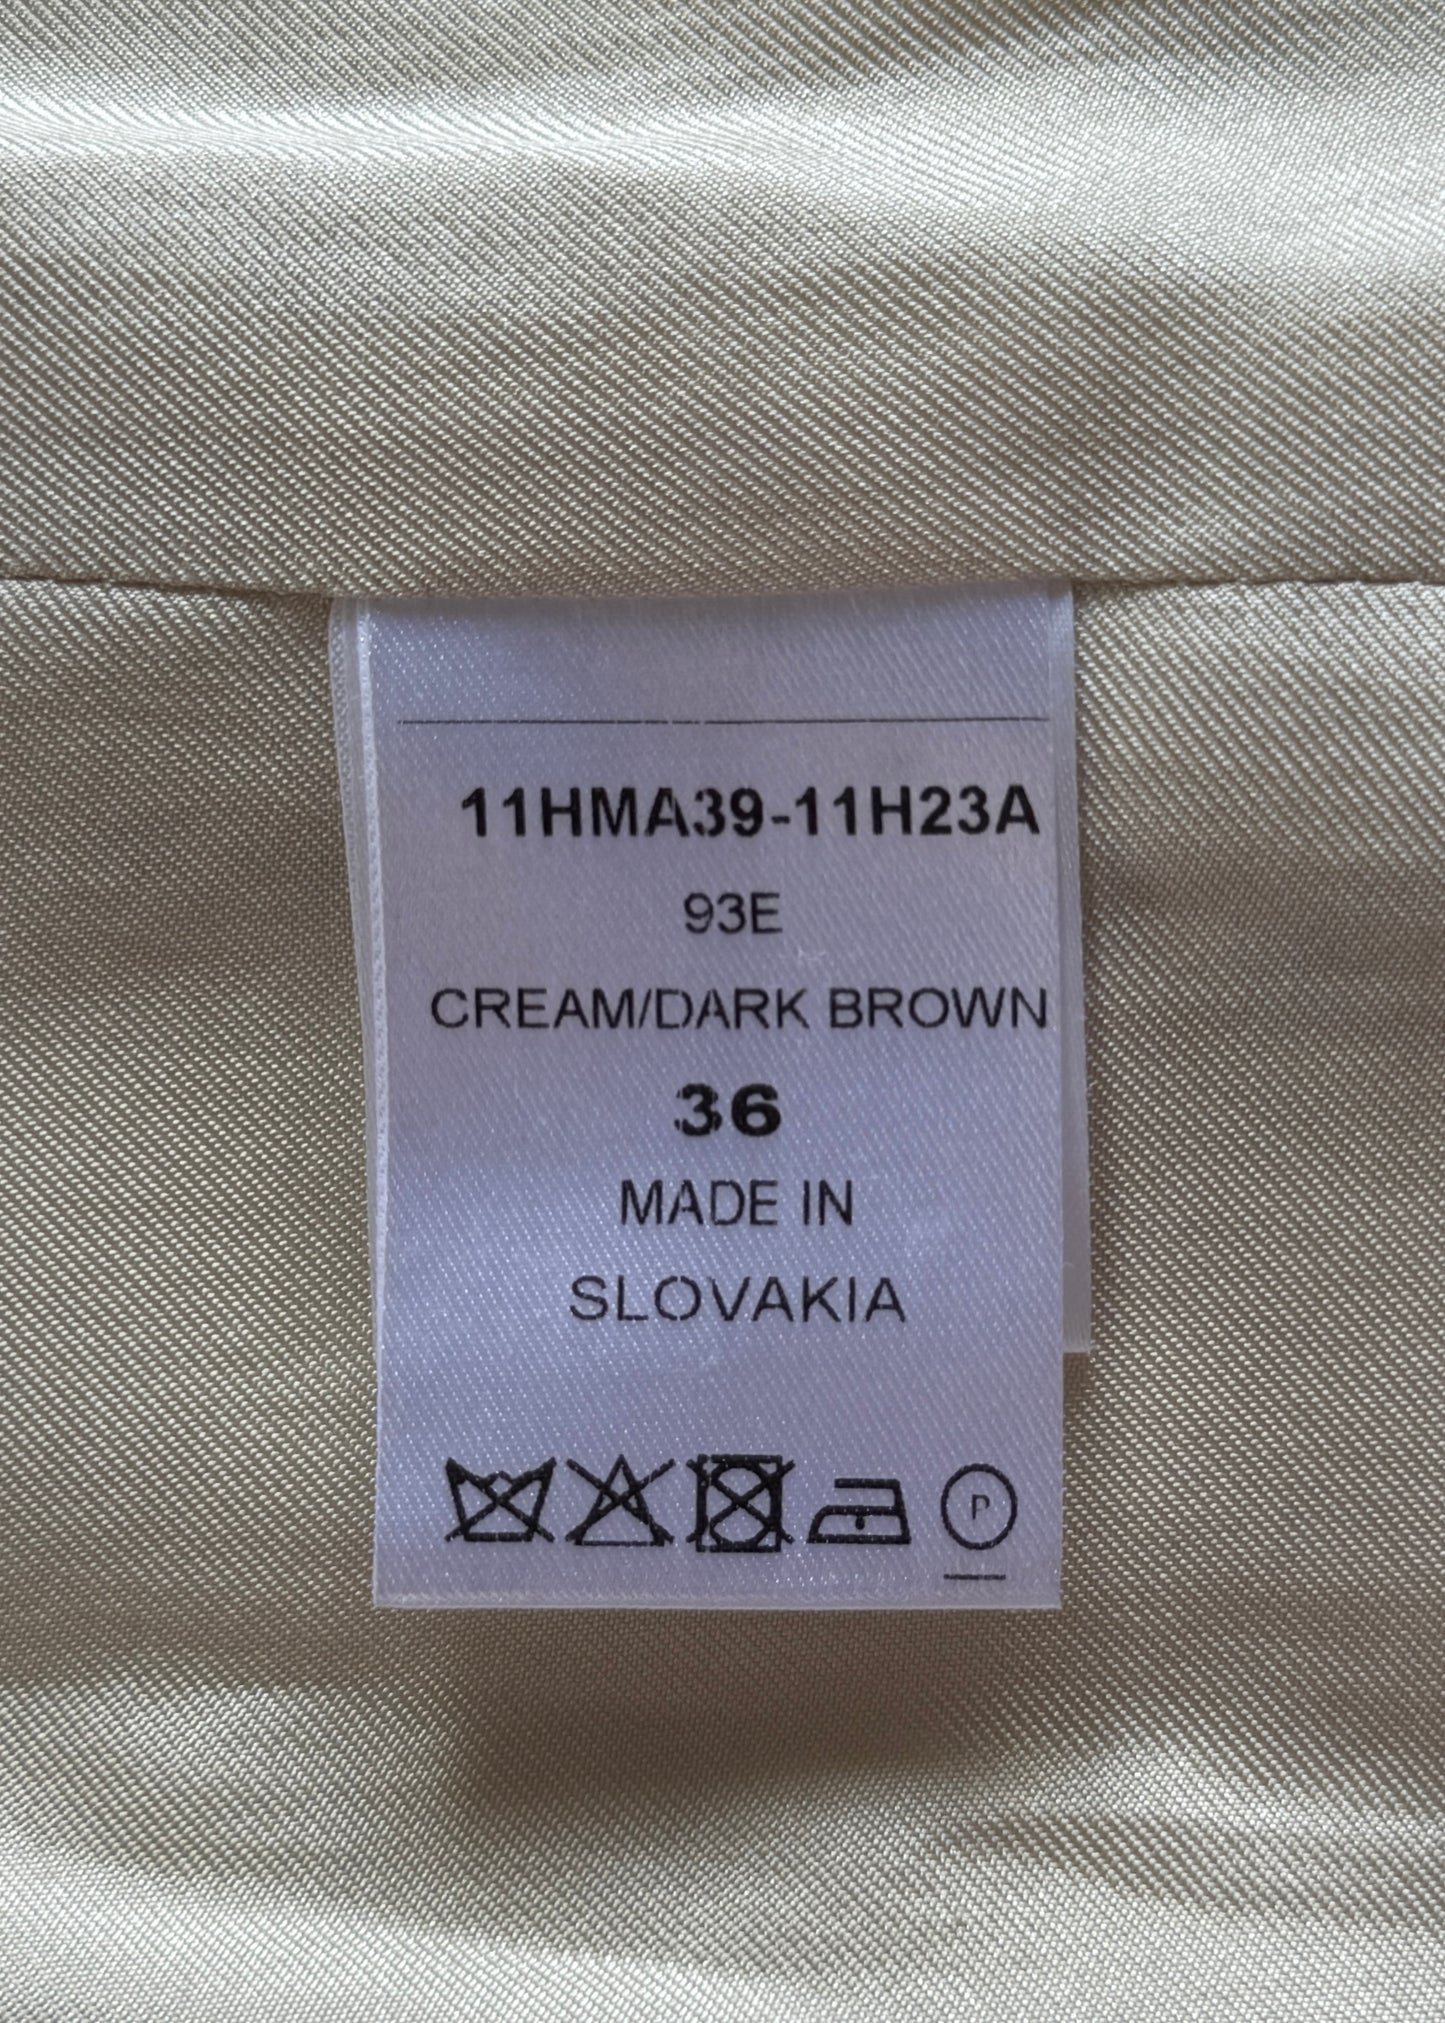 11HMA39-11H23A
93E
CREAM/DARK BROWN
36
MADE IN
SLOVAKIA
P